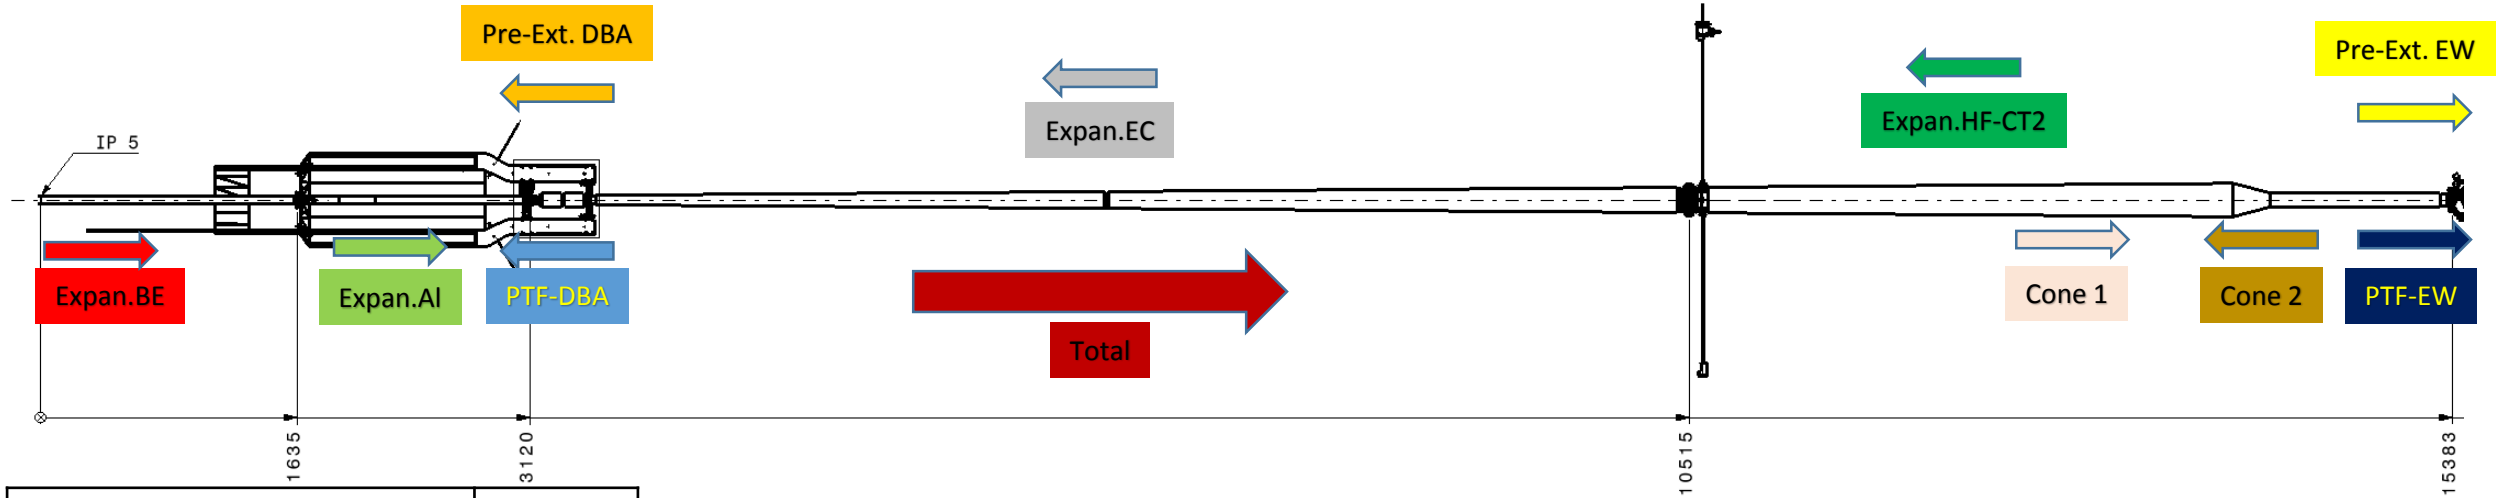 Pre-Ext. DBA
Pre-Ext. EW
Expan.EC
Expan.HF-CT2
IP 5
Expan.BE
Expan.Al
PTF-DBA
Total
Cone 1
Cone 2
PTF-EW
1635
3120
10515
15383